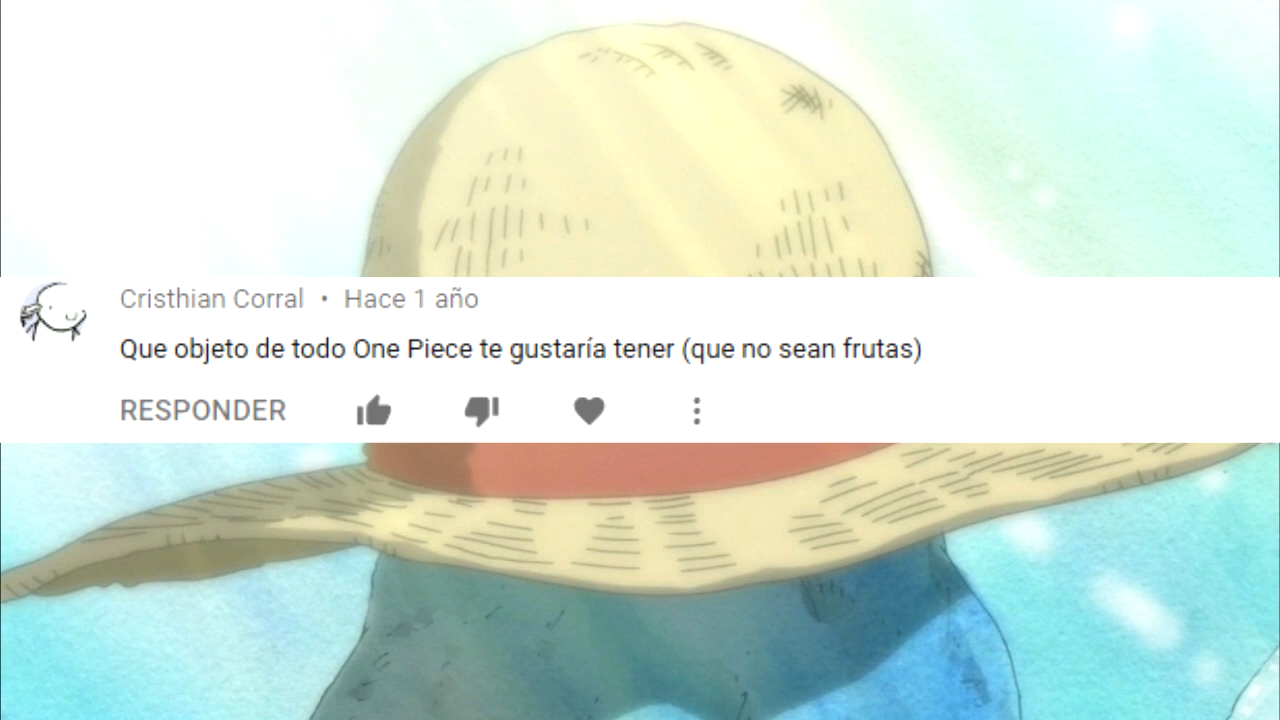 Cristhian Corral • Hace 1 año
Que objeto de todo One Piece te gustaría tener (que no sean frutas)
RESPONDER